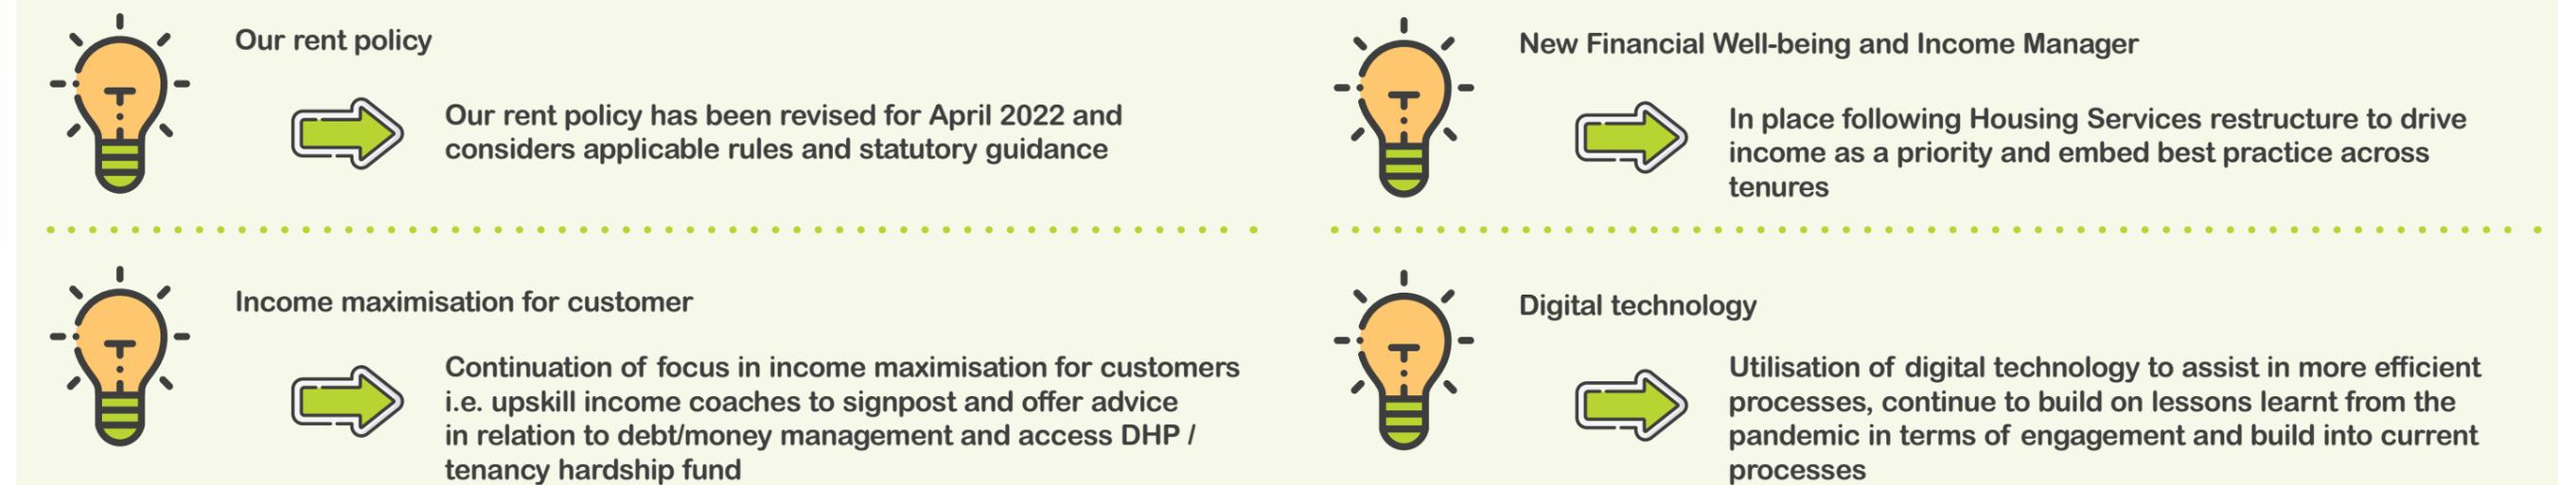 Our rent policy
Our rent policy has been revised for April 2022 and
considers applicable rules and statutory guidance
New Financial Well-being and Income Manager
In place following Housing Services restructure to drive
income as a priority and embed best practice across
tenures
Income maximisation for customer
Continuation of focus in income maximisation for customers
i.e. upskill income coaches to signpost and offer advice
in relation to debt/money management and access DHP /
tenancy hardship fund
Digital technology
Utilisation of digital technology to assist in more efficient
processes, continue to build on lessons learnt from the
pandemic in terms of engagement and build into current
processes